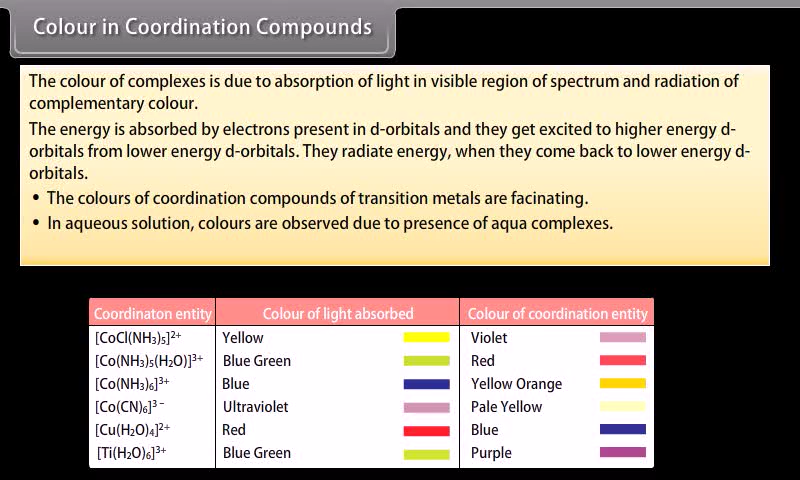 Colour in Coordination Compounds
The colour of complexes is due to absorption of light in visible region of spectrum and radiation of
complementary colour.
The energy is absorbed by electrons present in d-orbitals and they get excited to higher energy d-
orbitals from lower energy d-orbitals. They radiate energy, when they come back to lower energy d-
orbitals.
• The colours of coordination compounds of transition metals are facinating.
• In aqueous solution, colours are observed due to presence of aqua complexes.
Coordinaton entity Colour of light absorbed Colour of coordination entity
[CoCl(NH₃)₅]²⁺ Yellow Violet
[Co(NH₃)₅(H₂O)]³⁺ Blue Green Red
[Co(NH₃)₆]³⁺ Blue Yellow Orange
[Co(CN)₆]³⁻ Ultraviolet Pale Yellow
[Cu(H₂O)₄]²⁺ Red Blue
[Ti(H₂O)₆]³⁺ Blue Green Purple